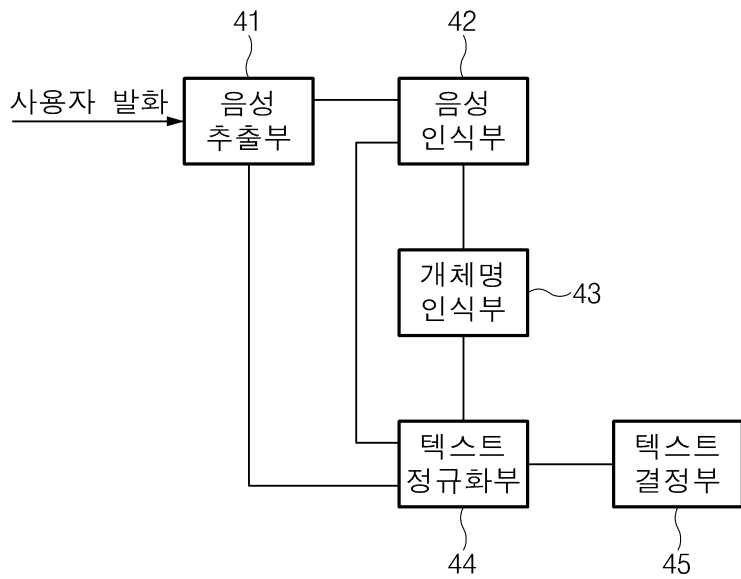 41
42
사용자 발화
음성
추출부
음성
인식부
개체명
인식부
43
텍스트
정규화부
텍스트
결정부
44
45